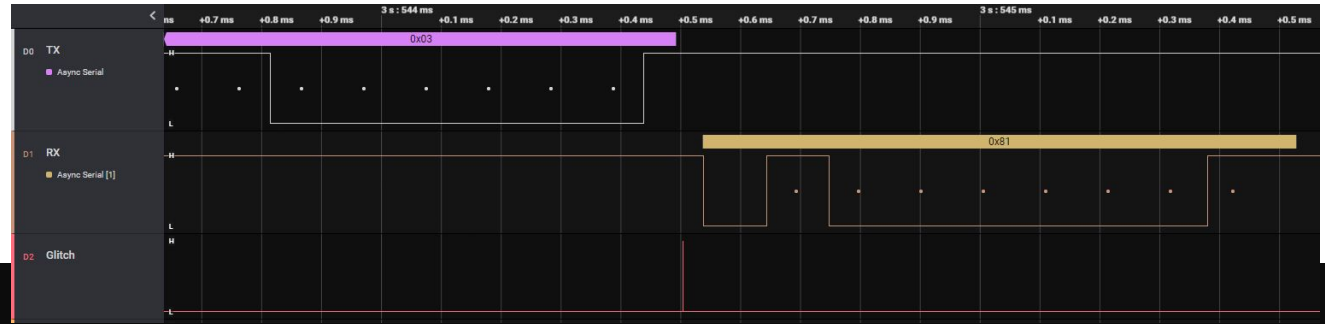 3 s : 544 ms 3 s : 545 ms
< ns +0.7 ms +0.8 ms +0.9 ms +0.1 ms +0.2 ms +0.3 ms +0.4 ms +0.5 ms +0.6 ms +0.7 ms +0.8 ms +0.9 ms +0.1 ms +0.2 ms +0.3 ms +0.4 ms +0.5 ms
0x03
D0 TX H
Async Serial
L
0x81
D1 RX H
Async Serial [1]
L
H
D2 Glitch
L